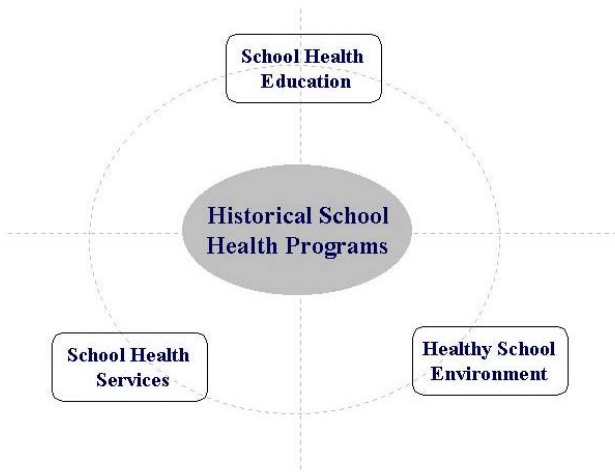 School Health
Education
Historical School
Health Programs
School Health
Services
Healthy School
Environment